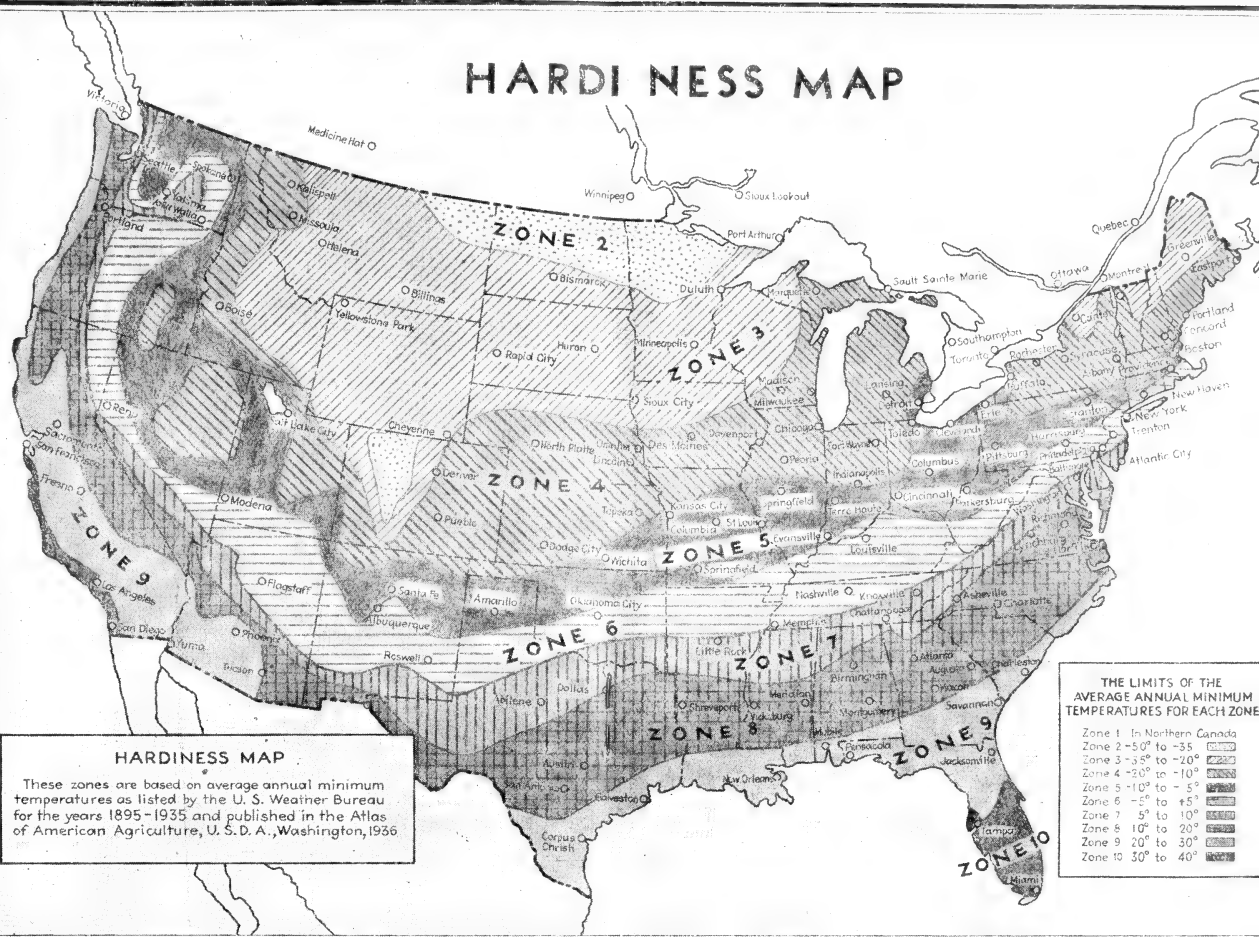 HARDINESS MAP
Victoria
Medicine Hat
Winnipeg
Sioux Lookout
Port Arthur
Quebec
Ottawa
Montreal
Sault Sainte Marie
Greenville
Eastport
Seattle
Spokane
Kalispell
Missoula
Helena
Billings
Yellowstone Park
Boise
ZONE 2
Bismarck
Duluth
Marquette
Huron
Minneapolis
ZONE 3
Rapid City
Sioux City
Madison
Milwaukee
Lansing
Southampton
Toronto
Rochester
Syracuse
Buffalo
Albany
Providence
Portland
Concord
Boston
New Haven
New York
Trenton
Atlantic City
Scranton
Erie
Cleveland
Harrisburg
Philadelphia
Pittsburg
Reno
Salt Lake City
Cheyenne
North Platte
Omaha
Lincoln
Des Moines
Davenport
Chicago
Fort Wayne
Toledo
Sacramento
San Francisco
Fresno
Modena
Denver
Pueblo
ZONE 4
Topeka
Peoria
Indianapolis
Columbus
Kansas City
Springfield
Terre Haute
Cincinnati
Parkersburg
Columbia
St Louis
Evansville
Louisville
Dodge City
Wichita
ZONE 5
Springfield
ZONE 9
Los Angeles
San Diego
Yuma
Phoenix
Tucson
Flagstaff
Santa Fe
Albuquerque
Amarillo
Oklahoma City
Roswell
ZONE 6
Nashville
Knoxville
Chattanooga
Asheville
Charlotte
Memphis
Little Rock
ZONE 7
Abilene
Dallas
Shreveport
Vicksburg
Meridian
Birmingham
Montgomery
Atlanta
Augusta
Macon
Charleston
Savannah
ZONE 8
ZONE 9
Austin
Galveston
New Orleans
Mobile
Pensacola
Jacksonville
Corpus
Christi
Tampa
ZONE 10
Miami
HARDINESS MAP
These zones are based on average annual minimum
temperatures as listed by the U. S. Weather Bureau
for the years 1895-1935 and published in the Atlas
of American Agriculture, U. S. D. A., Washington, 1936
THE LIMITS OF THE
AVERAGE ANNUAL MINIMUM
TEMPERATURES FOR EACH ZONE
Zone 1 In Northern Canada
Zone 2 -50° to -35
Zone 3 -35° to -20°
Zone 4 -20° to -10°
Zone 5 -10° to -5°
Zone 6 -5° to +5°
Zone 7 5° to 10°
Zone 8 10° to 20°
Zone 9 20° to 30°
Zone 10 30° to 40°